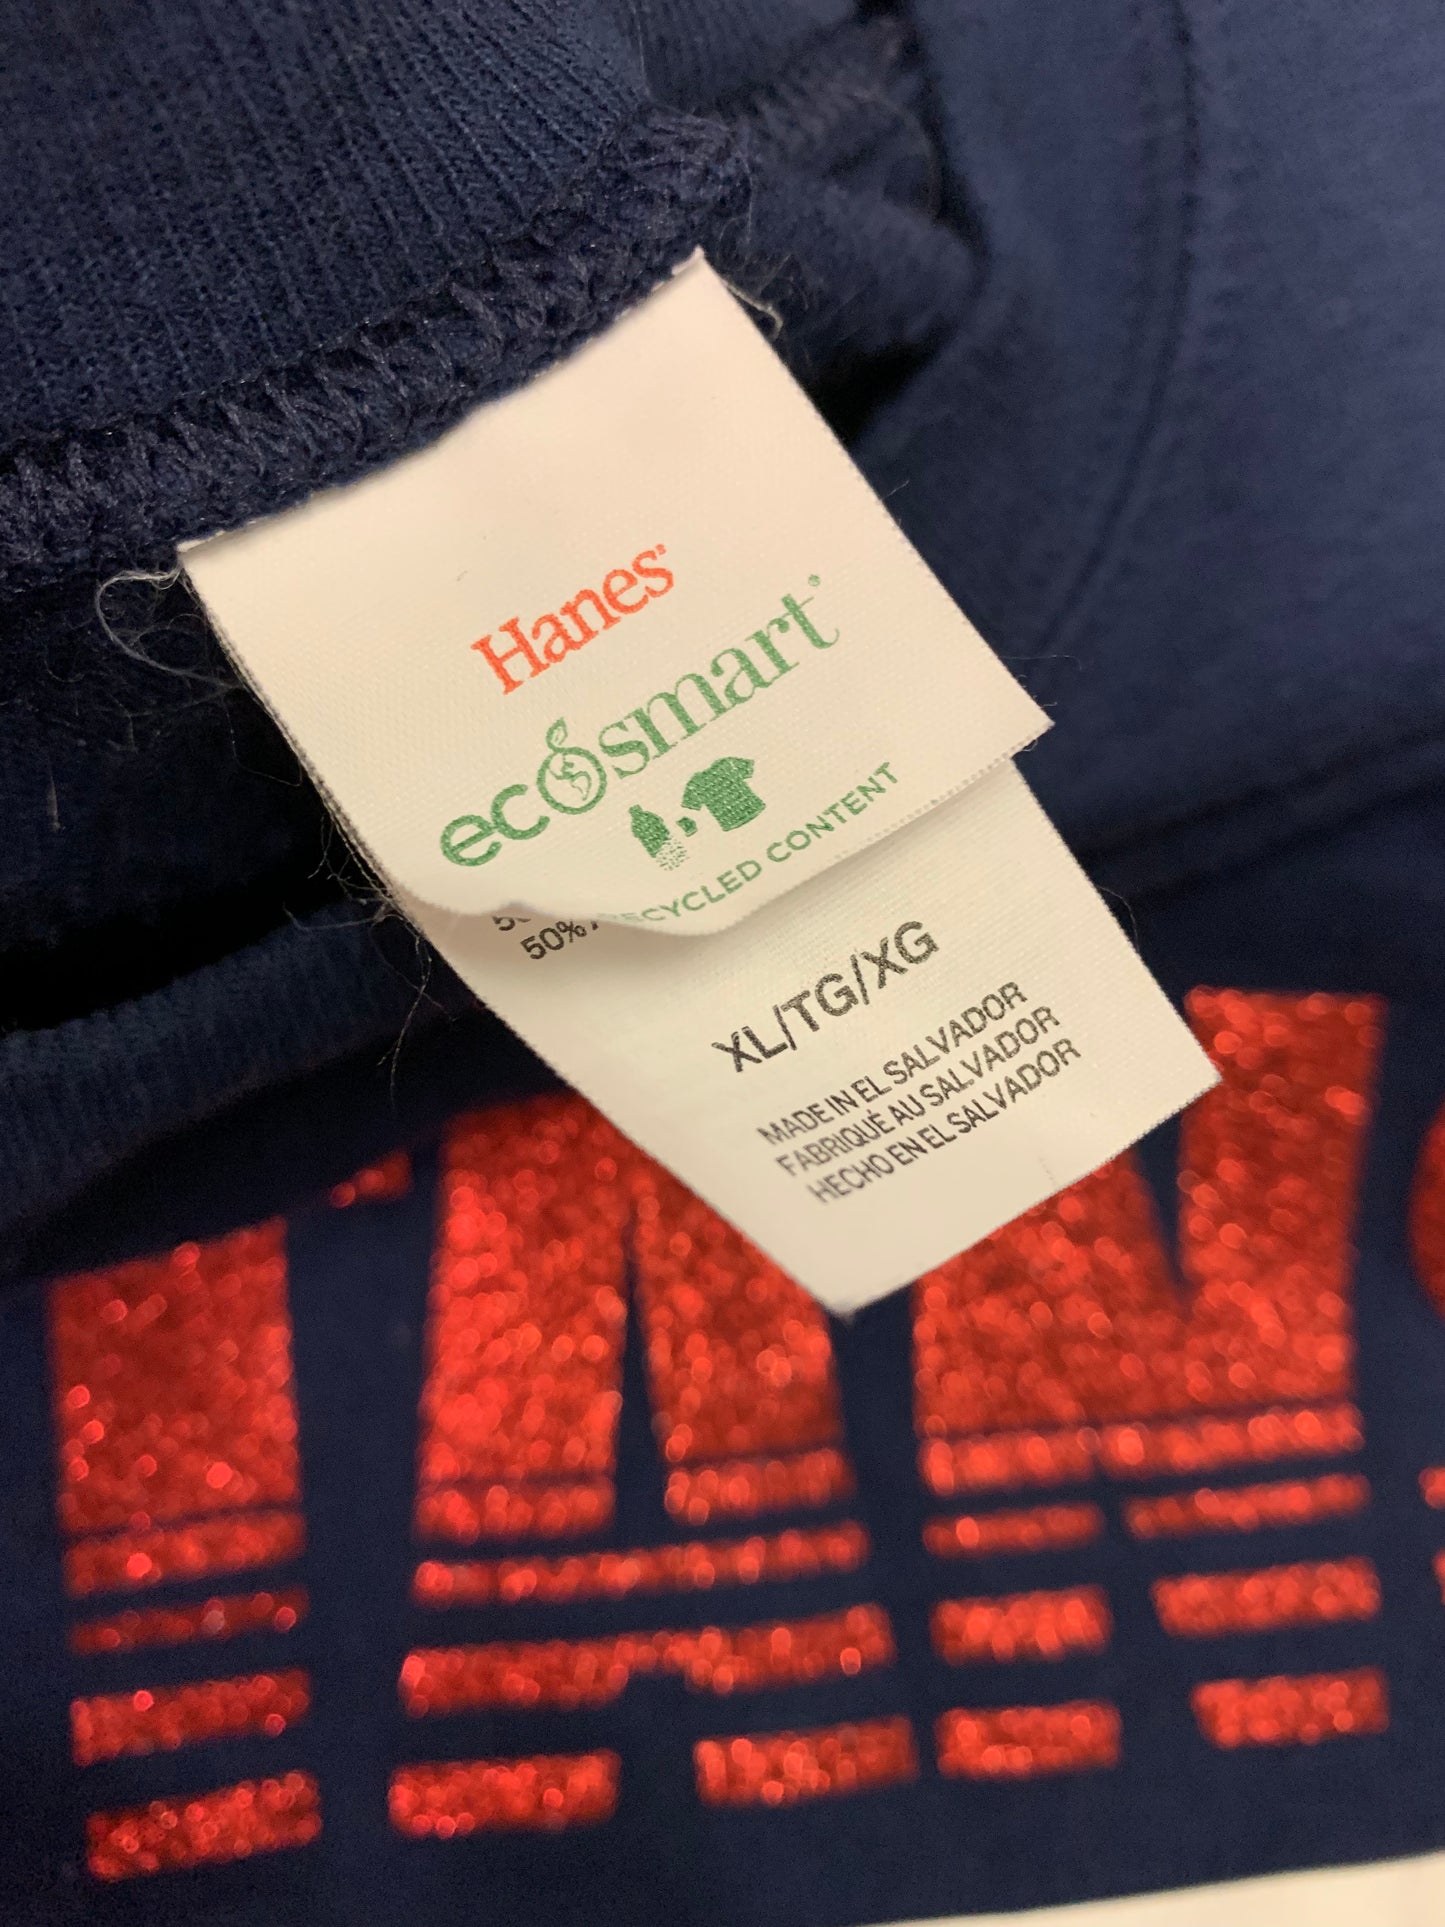 Hanes
ecosmart
RECYCLED CONTENT
50%
XL/TG/XG
MADE IN EL SALVADOR
FABRIQUÉ AU SALVADOR
HECHO EN EL SALVADOR